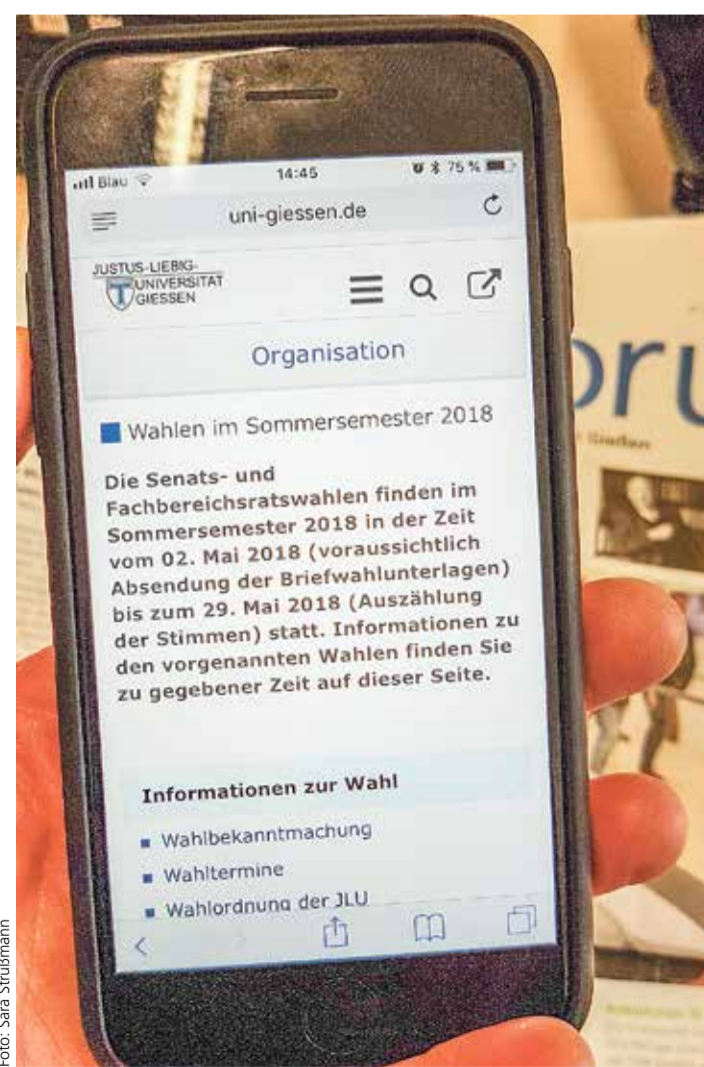 Blau
14:45
75 %
uni-giessen.de
JUSTUS-LIEBIG-
UNIVERSITÄT
GIESSEN
Organisation
Wahlen im Sommersemester 2018
Die Senats- und
Fachbereichsratswahlen finden im
Sommersemester 2018 in der Zeit
vom 02. Mai 2018 (voraussichtlich
Absendung der Briefwahlunterlagen)
bis zum 29. Mai 2018 (Auszählung
der Stimmen) statt. Informationen zu
den vorgenannten Wahlen finden Sie
zu gegebener Zeit auf dieser Seite.
Informationen zur Wahl
Wahlbekanntmachung
Wahltermine
Wahlordnung der JLU
oru
Gießen
Foto: Sara Strußmann